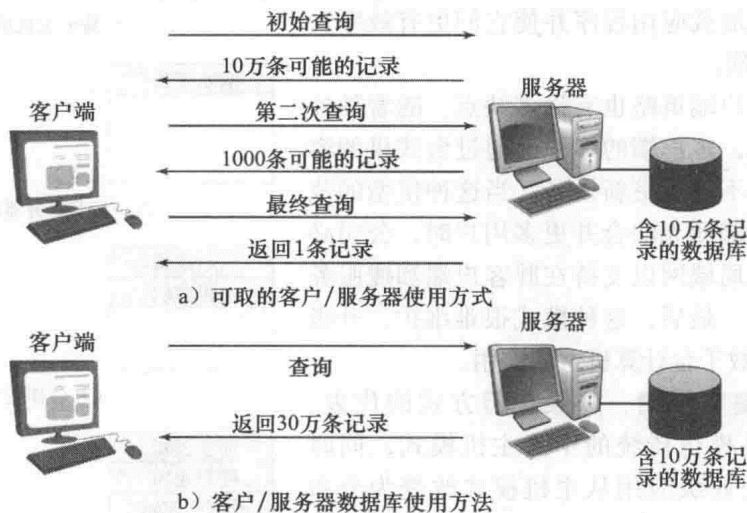 初始查询
10万条可能的记录
客户端
服务器
第二次查询
1000条可能的记录
最终查询
含10万条记
录的数据库
返回1条记录
a）可取的客户/服务器使用方式
客户端
服务器
查询
返回30万条记录
含10万条记
录的数据库
b）客户/服务器数据库使用方法